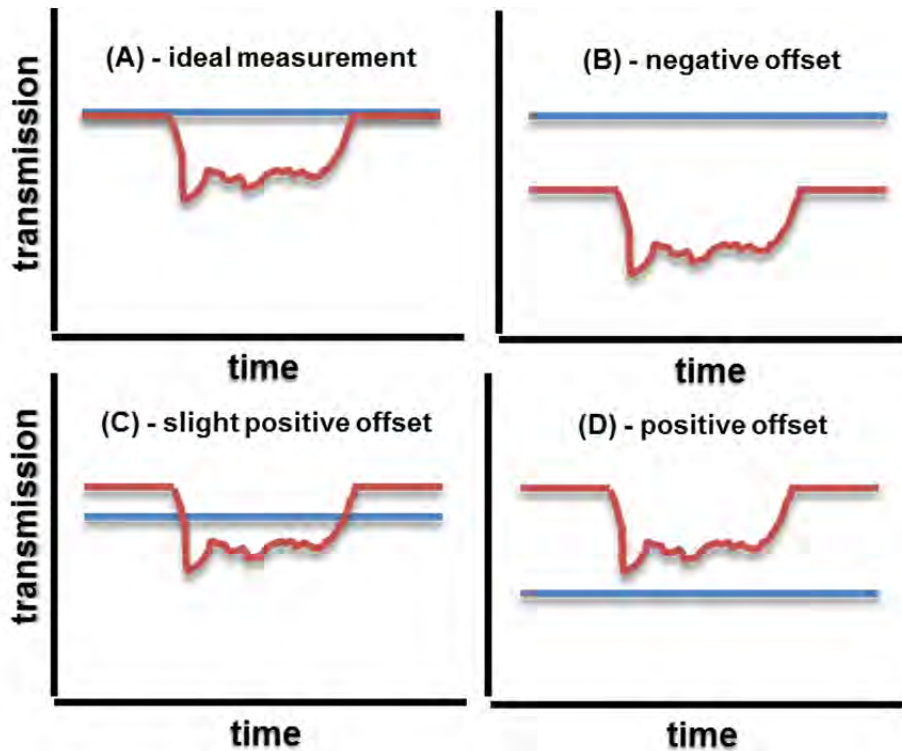 (A) - ideal measurement
transmission
time
(B) - negative offset
time
(C) - slight positive offset
transmission
time
(D) - positive offset
time